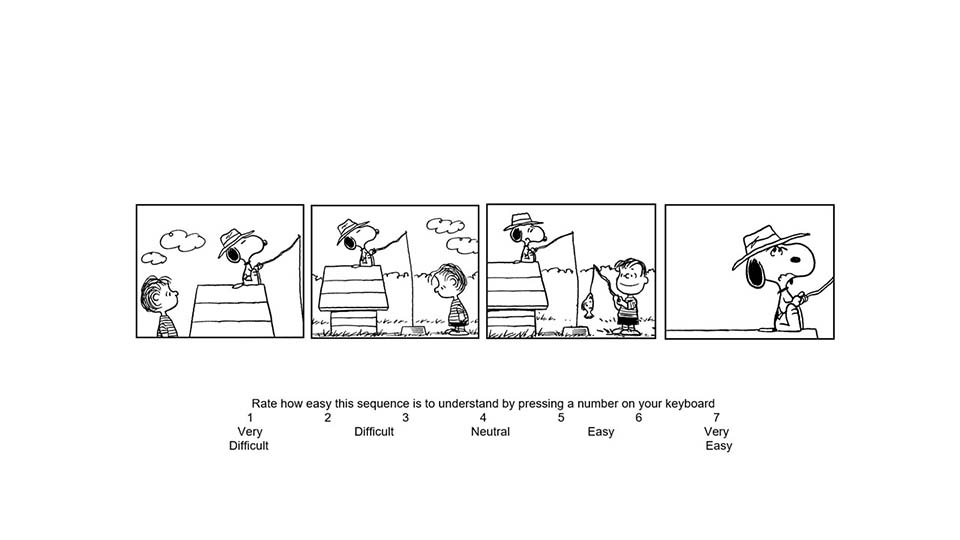 Rate how easy this sequence is to understand by pressing a number on your keyboard
1 2 3 4 5 6 7
Very Difficult Neutral Easy Very
Difficult Easy